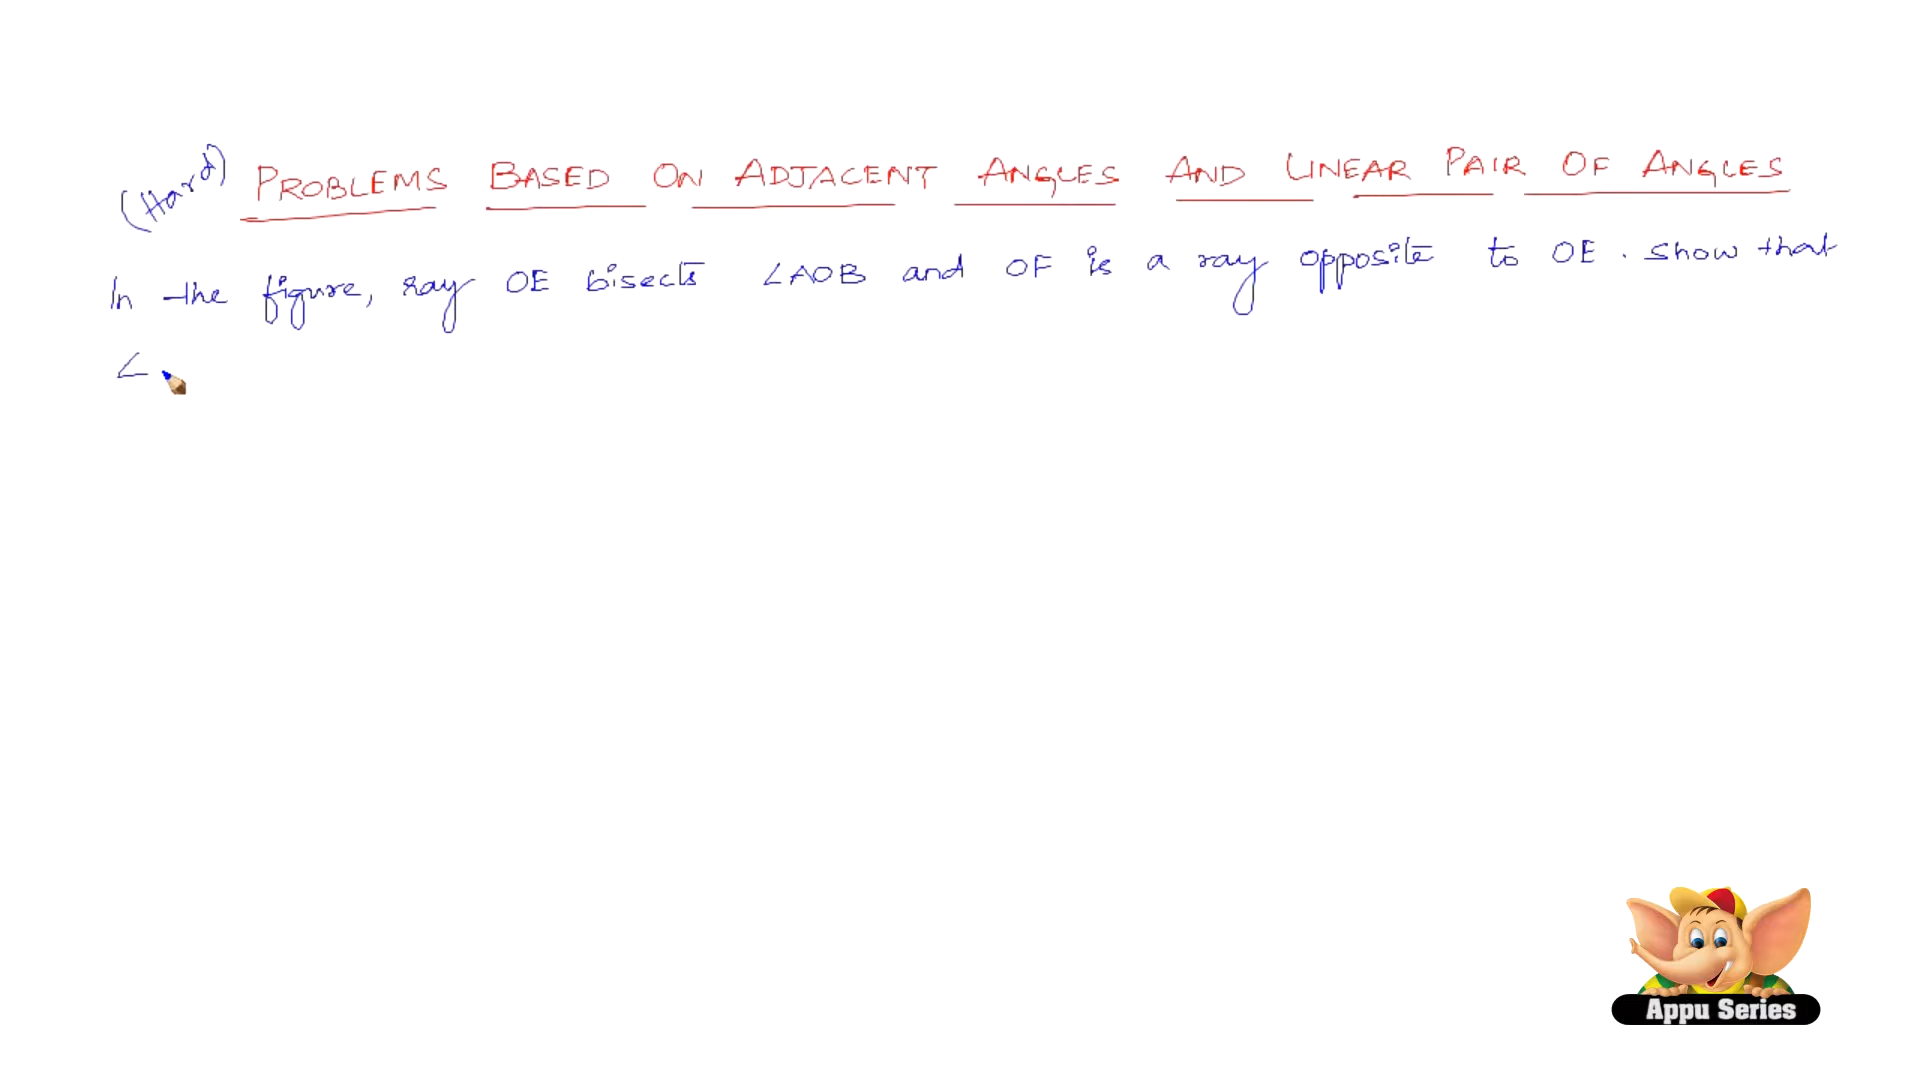 (Hard) PROBLEMS BASED ON ADJACENT ANGLES AND LINEAR PAIR OF ANGLES
In the figure, ray OE bisects ∠AOB and OF is a ray opposite to OE. Show that
∠
Appu Series